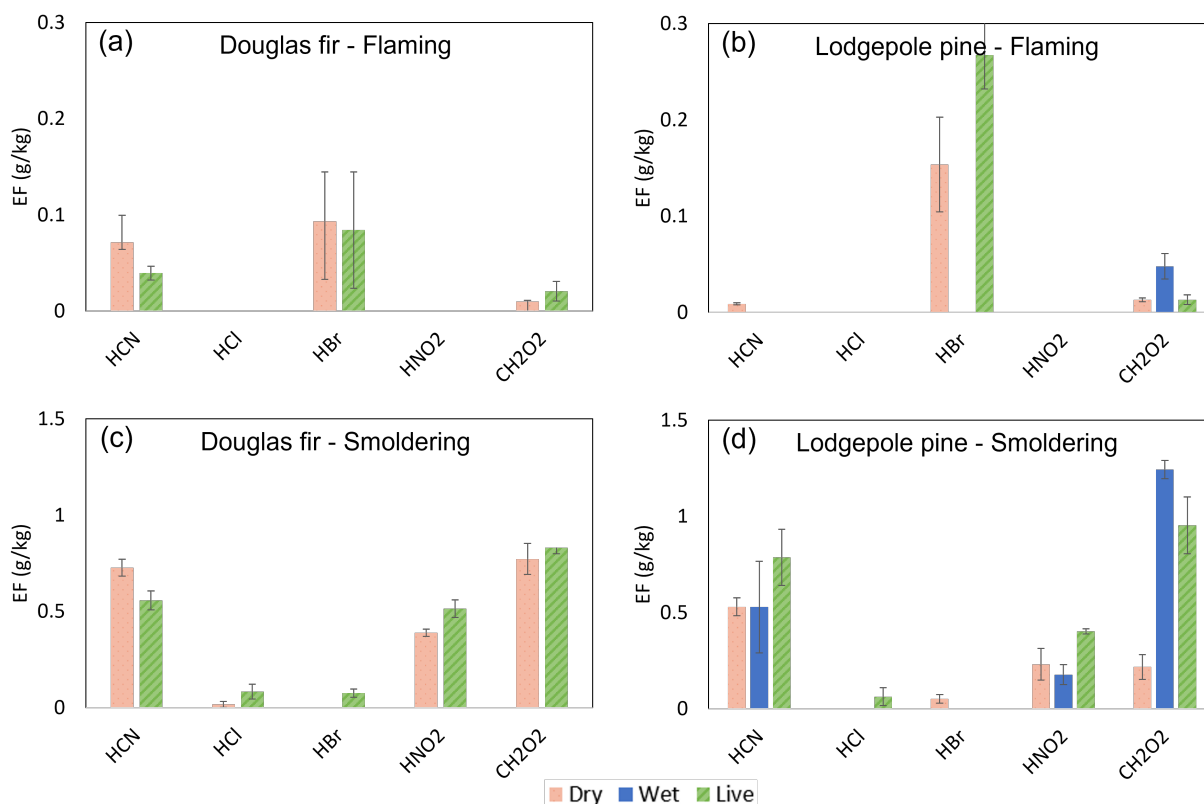 (a) Douglas fir - Flaming
0.3
0.2
0.1
0
EF (g/kg)
HCN HCl HBr HNO2 CH2O2
(b) Lodgepole pine - Flaming
0.3
0.2
0.1
0
EF (g/kg)
HCN HCl HBr HNO2 CH2O2
(c) Douglas fir - Smoldering
1.5
1
0.5
0
EF (g/kg)
HCN HCl HBr HNO2 CH2O2
(d) Lodgepole pine - Smoldering
1.5
1
0.5
0
EF (g/kg)
HCN HCl HBr HNO2 CH2O2
Dry Wet Live